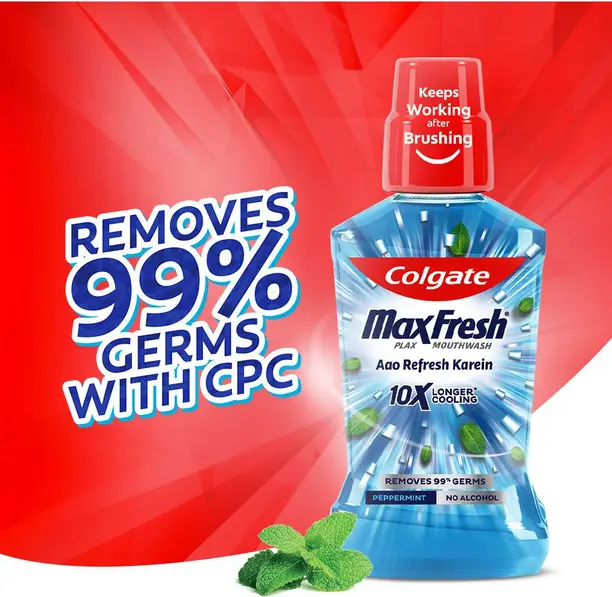 REMOVES
99%
GERMS
WITH CPC
Keeps
Working
after
Brushing
Colgate
MaxFresh®
PLAX MOUTHWASH
Aao Refresh Karein
10X LONGER*
COOLING
REMOVES 99% GERMS
PEPPERMINT NO ALCOHOL